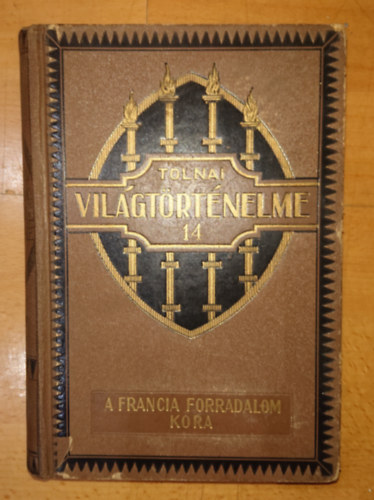 TOLNAI
VILÁGTÖRTÉNELME
14
A FRANCIA FORRADALOM
KORA